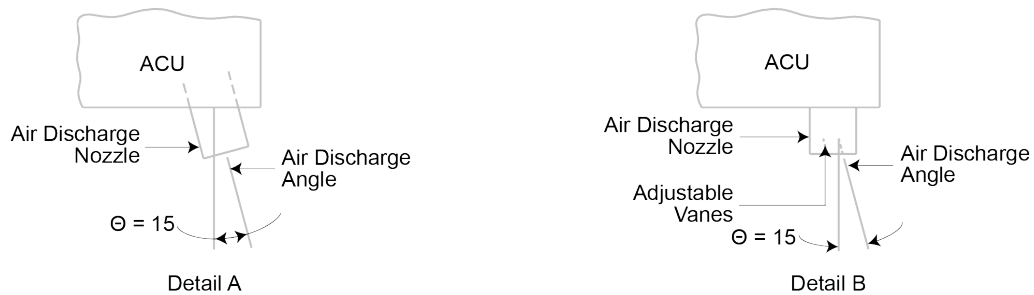 ACU
Air Discharge
Nozzle
Air Discharge
Angle
Θ = 15
Detail A
ACU
Air Discharge
Nozzle
Air Discharge
Angle
Adjustable
Vanes
Θ = 15
Detail B